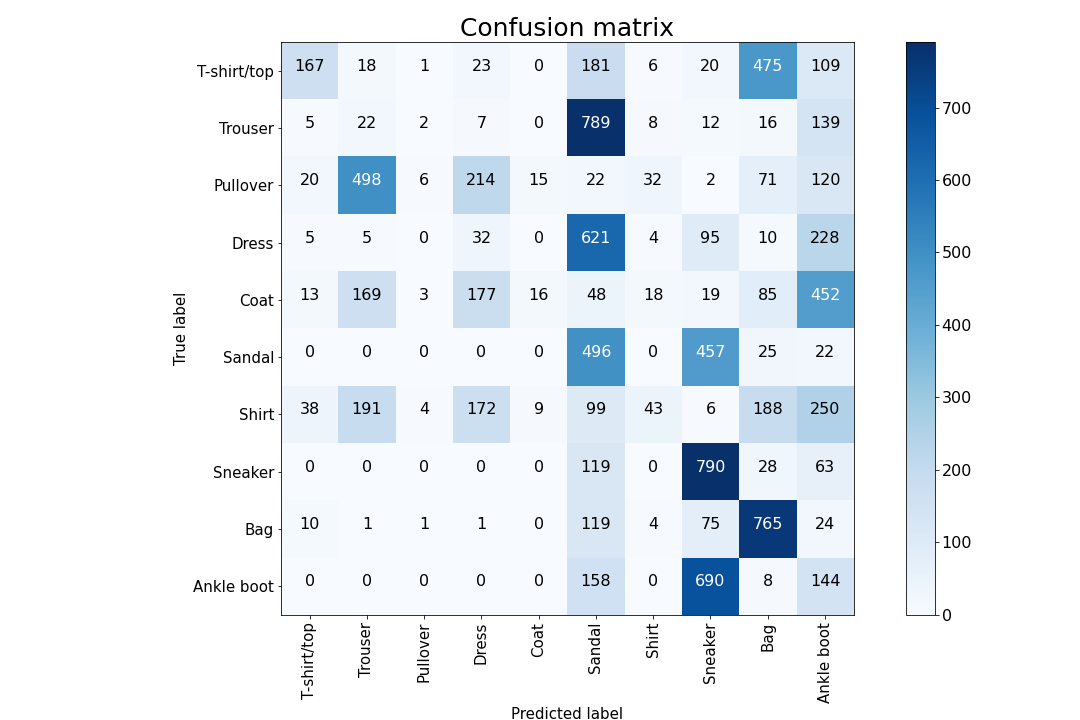 Confusion matrix
T-shirt/top 167 18 1 23 0 181 6 20 475 109
Trouser 5 22 2 7 0 789 8 12 16 139
700
Pullover 20 498 6 214 15 22 32 2 71 120
600
Dress 5 5 0 32 0 621 4 95 10 228
500
Coat 13 169 3 177 16 48 18 19 85 452
400
True label
Sandal 0 0 0 0 0 496 0 457 25 22
300
Shirt 38 191 4 172 9 99 43 6 188 250
200
Sneaker 0 0 0 0 0 119 0 790 28 63
Bag 10 1 1 1 0 119 4 75 765 24
100
Ankle boot 0 0 0 0 0 158 0 690 8 144
0
T-shirt/top
Trouser
Pullover
Dress
Coat
Sandal
Shirt
Sneaker
Bag
Ankle boot
Predicted label